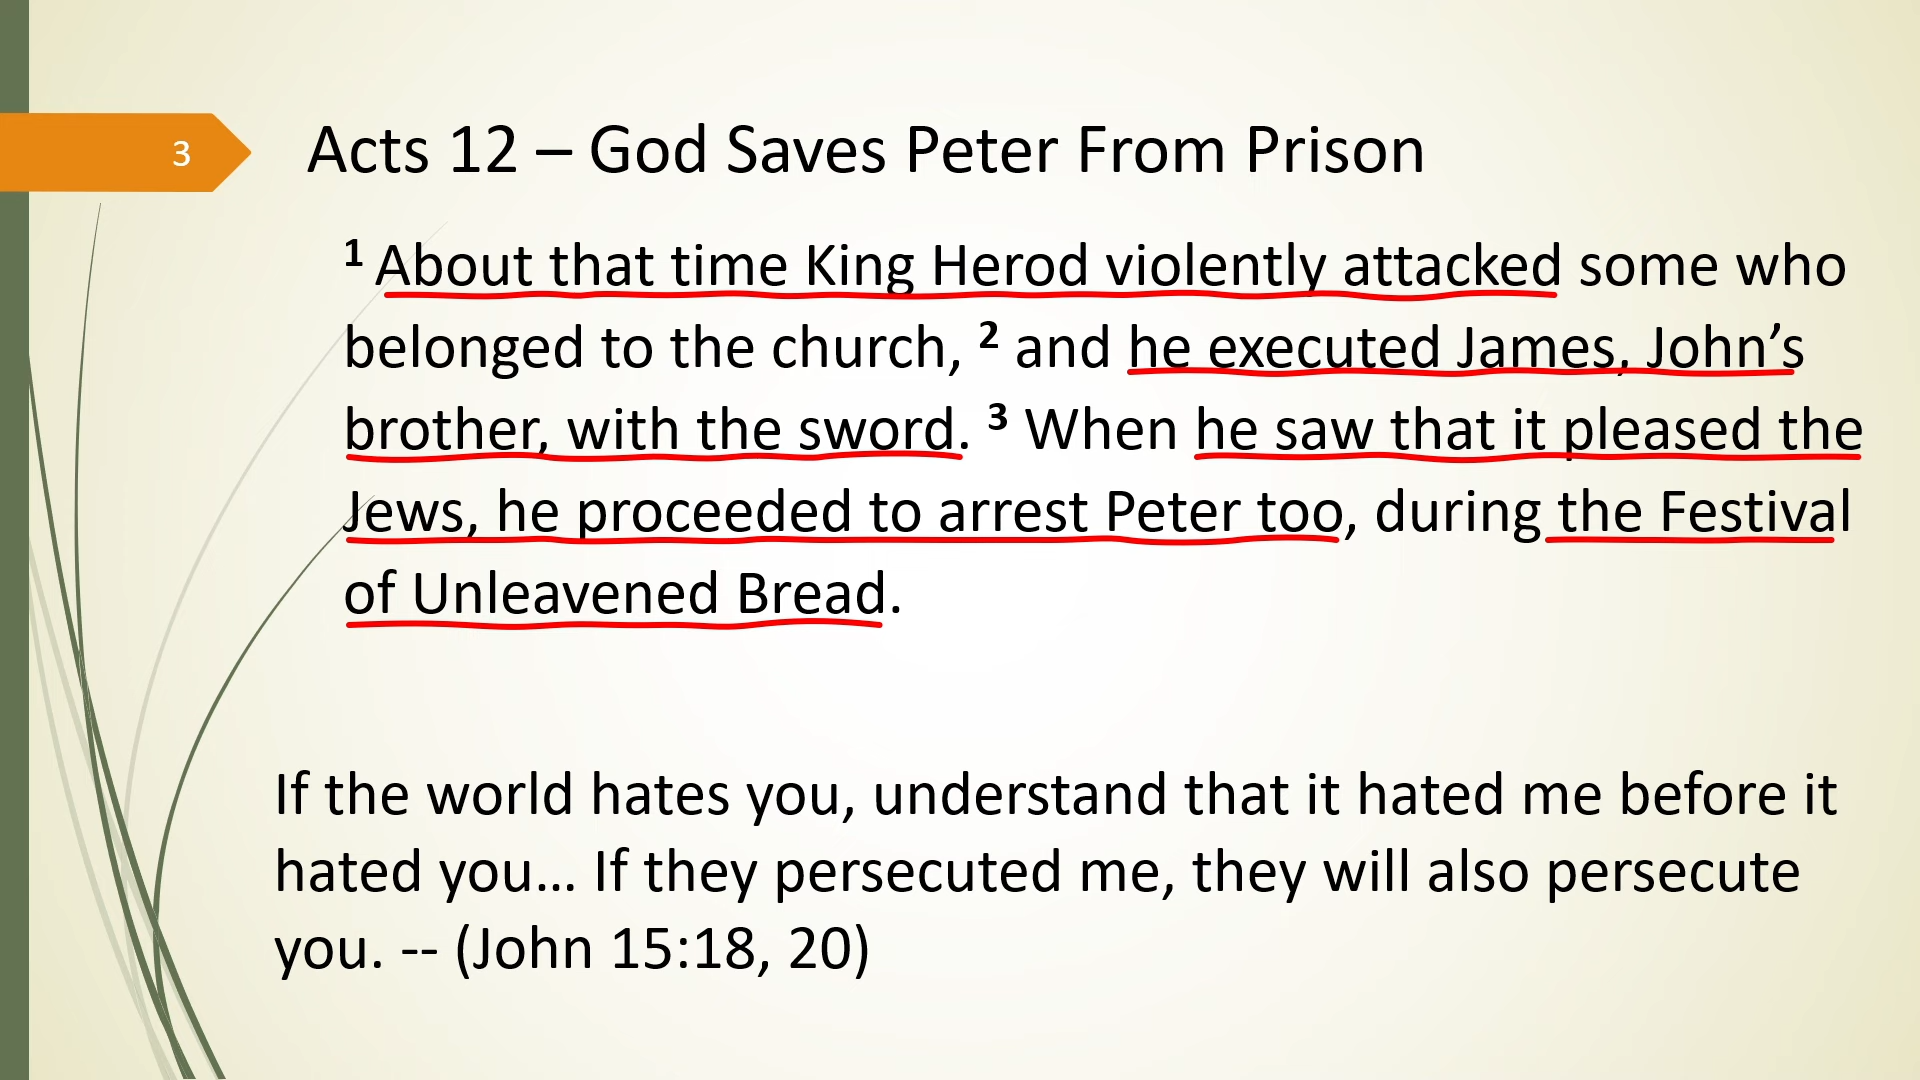 3
Acts 12 – God Saves Peter From Prison
1 About that time King Herod violently attacked some who
belonged to the church, 2 and he executed James, John’s
brother, with the sword. 3 When he saw that it pleased the
Jews, he proceeded to arrest Peter too, during the Festival
of Unleavened Bread.
If the world hates you, understand that it hated me before it
hated you… If they persecuted me, they will also persecute
you. -- (John 15:18, 20)